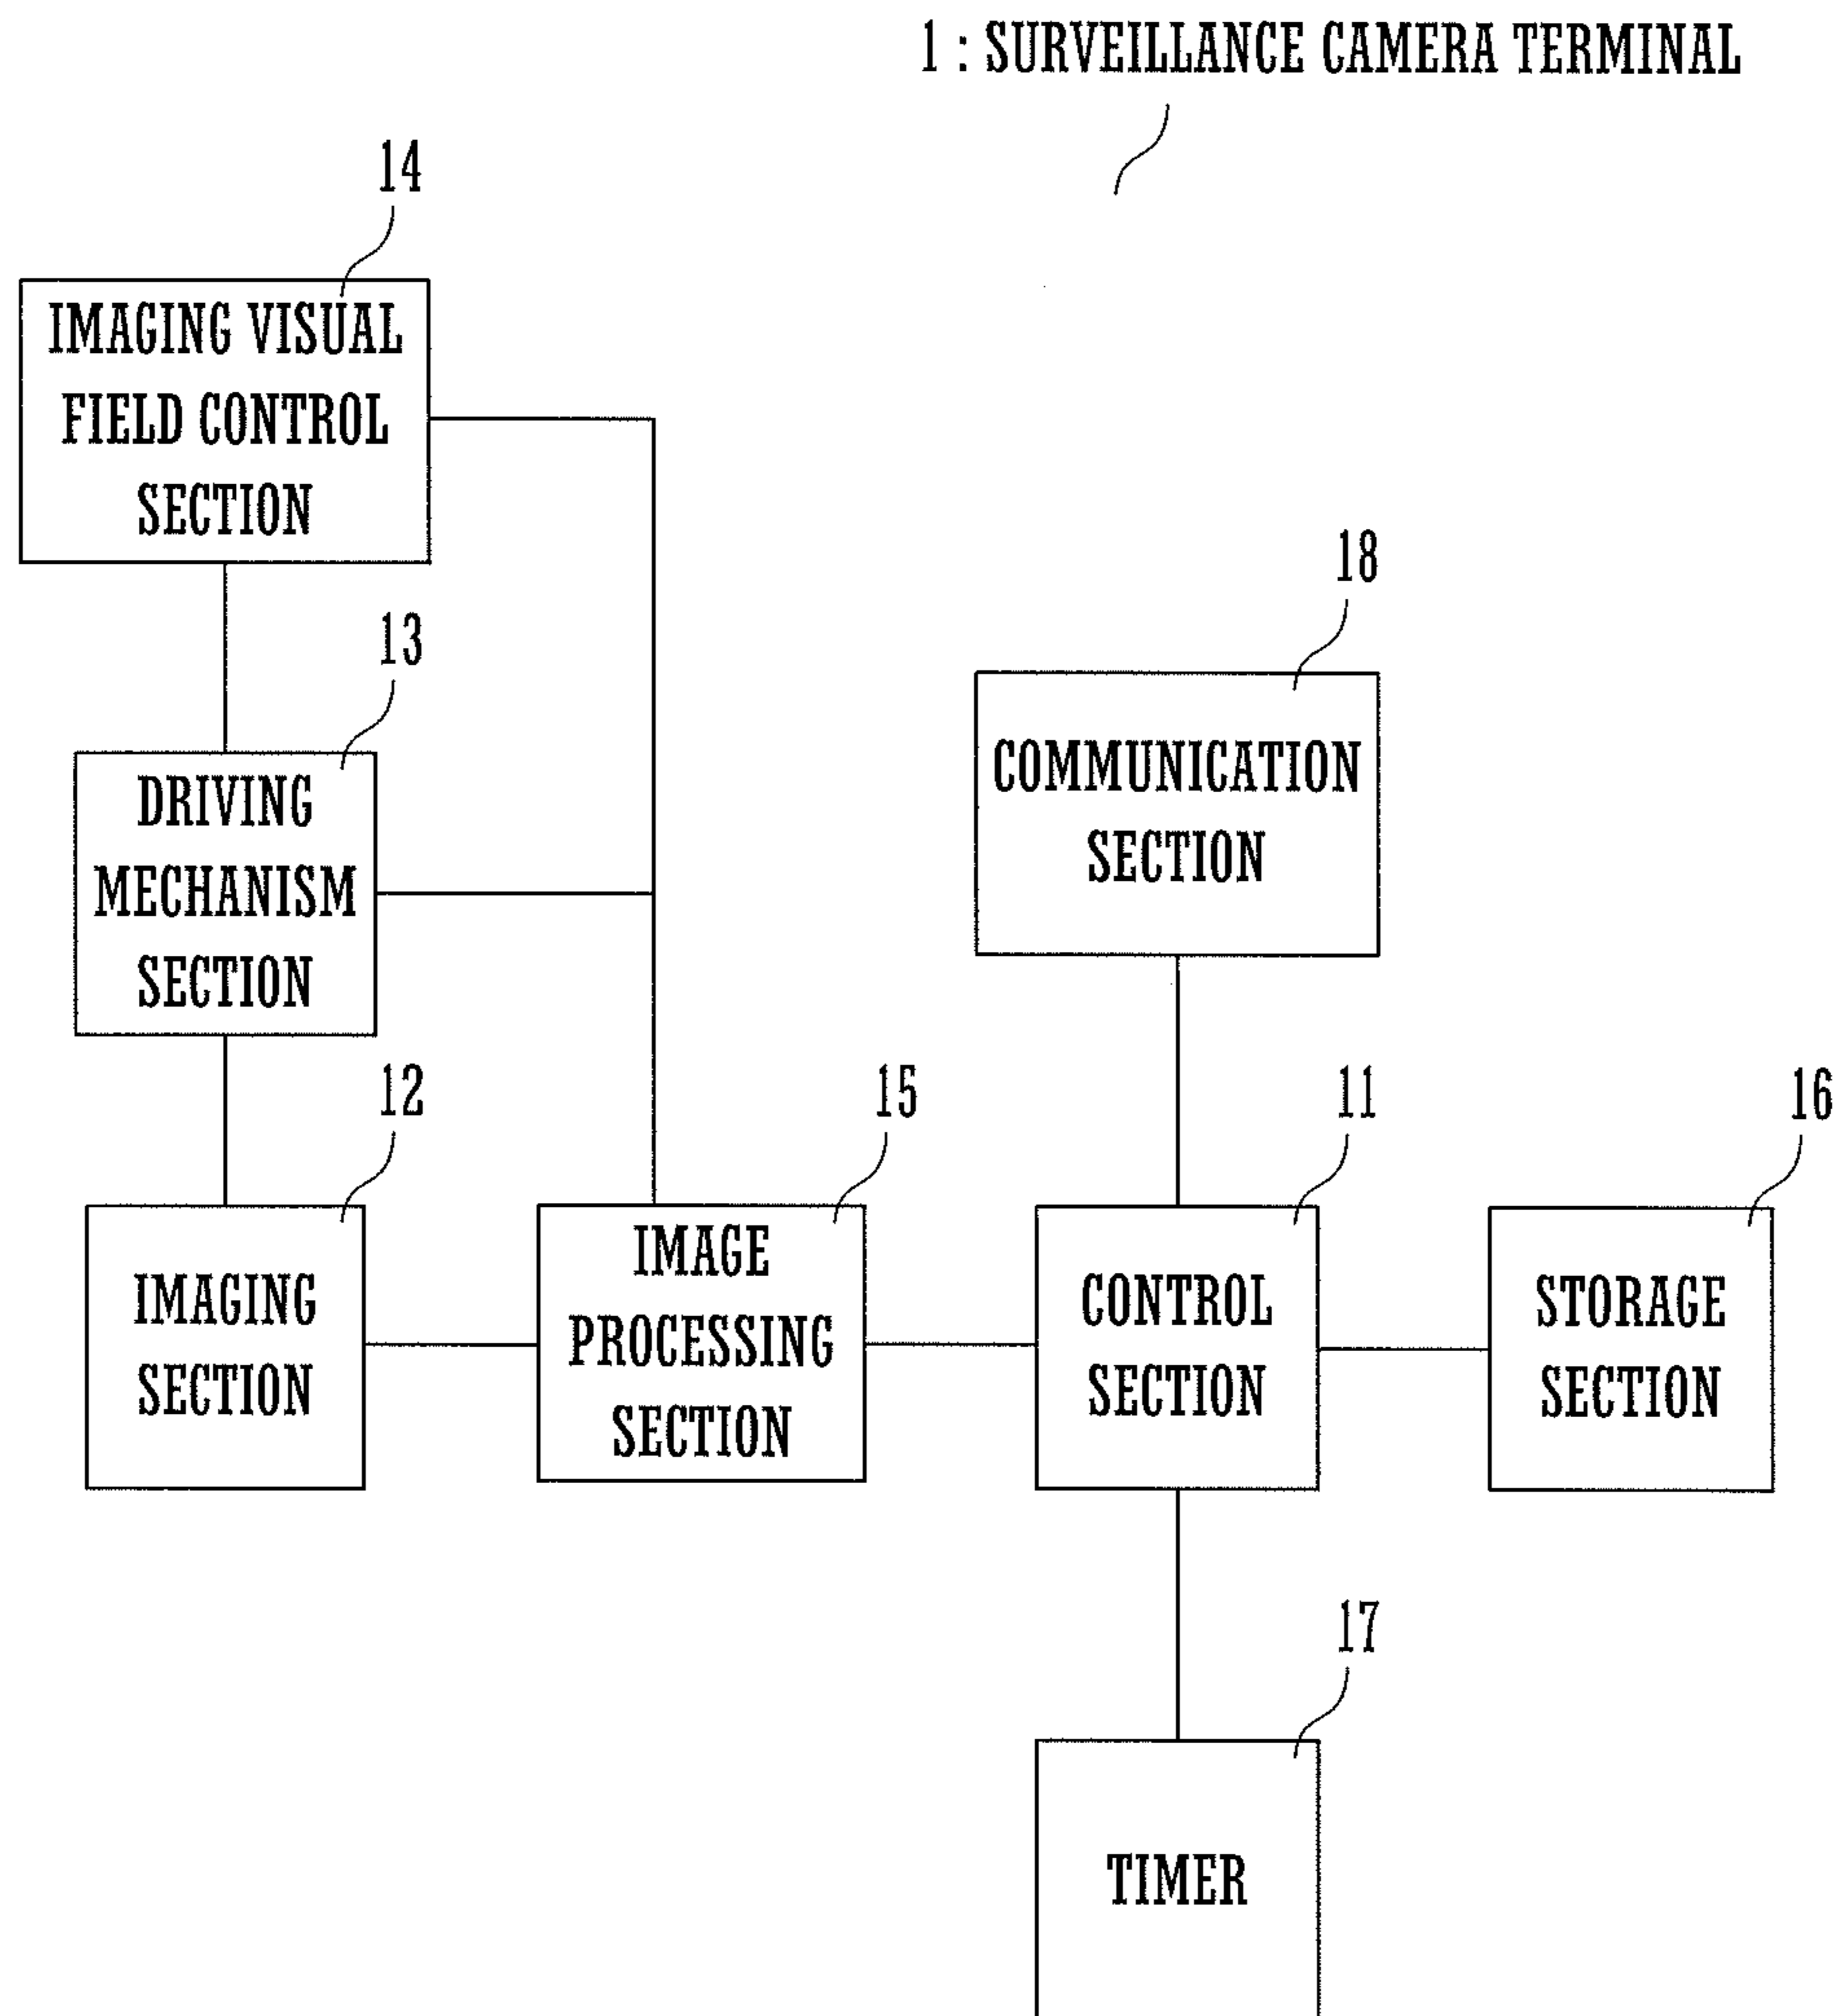 1 : SURVEILLANCE CAMERA TERMINAL
14
IMAGING VISUAL
FIELD CONTROL
SECTION
18
13
COMMUNICATION
SECTION
DRIVING
MECHANISM
SECTION
12
15
11
16
IMAGING
SECTION
IMAGE
PROCESSING
SECTION
CONTROL
SECTION
STORAGE
SECTION
17
TIMER